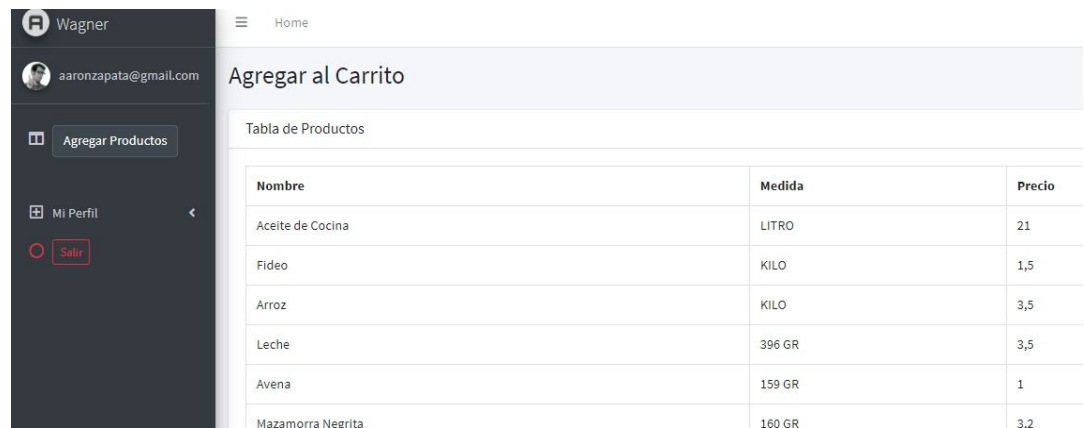 Wagner
Home
aaronzapata@gmail.com
Agregar al Carrito
Agregar Productos
Tabla de Productos
Nombre Medida Precio
Mi Perfil
Aceite de Cocina LITRO 21
Salir
Fideo KILO 1,5
Arroz KILO 3,5
Leche 396 GR 3,5
Avena 159 GR 1
Mazamorra Negrita 160 GR 3,2